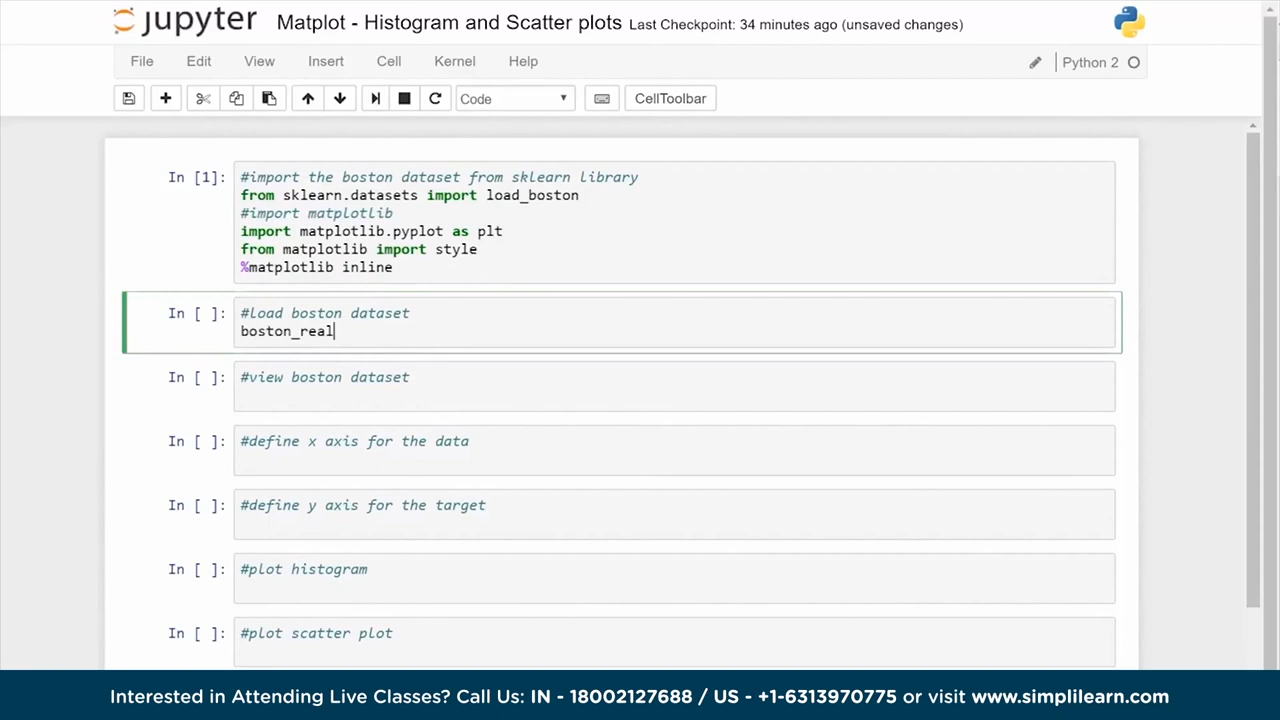 jupyter Matplot - Histogram and Scatter plots Last Checkpoint: 34 minutes ago (unsaved changes)
File Edit View Insert Cell Kernel Help Python 2
Code CellToolbar
In [1]: #import the boston dataset from sklearn library
from sklearn.datasets import load_boston
#import matplotlib
import matplotlib.pyplot as plt
from matplotlib import style
%matplotlib inline
In [ ]: #load boston dataset
boston_real
In [ ]: #view boston dataset
In [ ]: #define x axis for the data
In [ ]: #define y axis for the target
In [ ]: #plot histogram
In [ ]: #plot scatter plot
Interested in Attending Live Classes? Call Us: IN - 18002127688 / US - +1-6313970775 or visit www.simplilearn.com